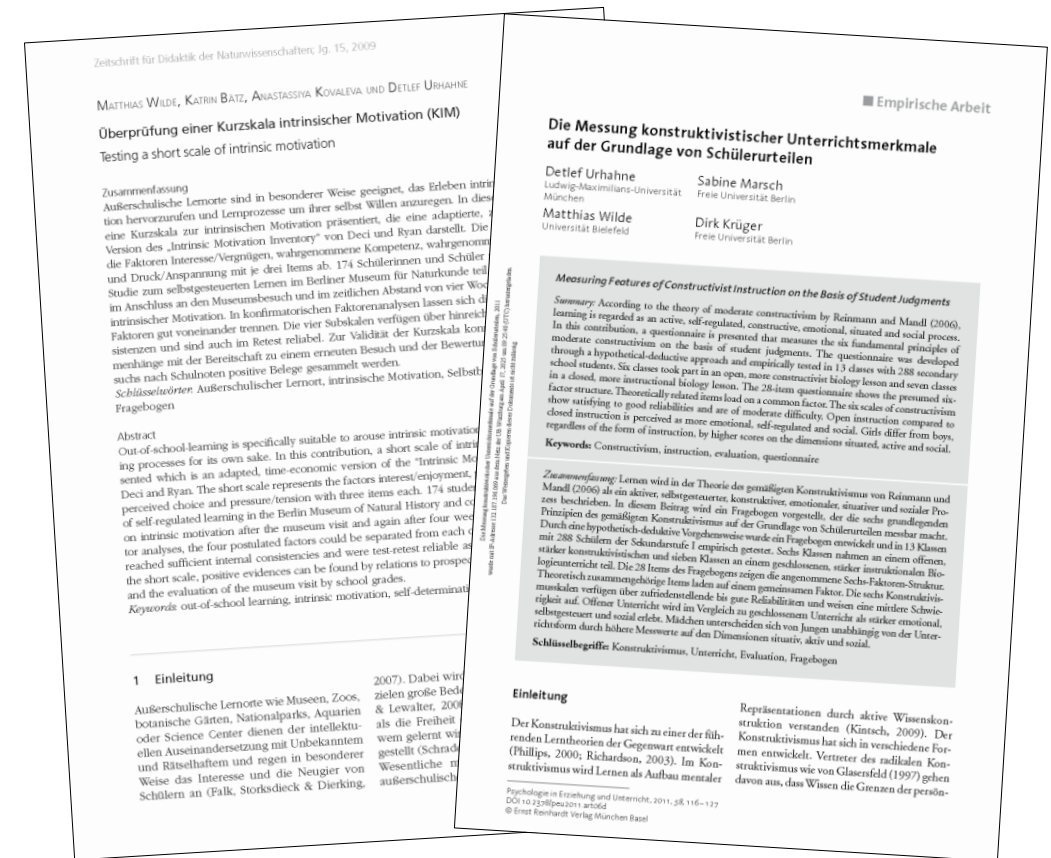 Zeitschrift für Didaktik der Naturwissenschaften; Jg. 15, 2009
Matthias Wilde, Katrin Bätz, Anastassiya Kovaleva und Detlef Urhahne
Überprüfung einer Kurzskala intrinsischer Motivation (KIM)
Testing a short scale of intrinsic motivation
Zusammenfassung
Außerschulische Lernorte sind in besonderer Weise geeignet, das Erleben intrin
tion hervorzurufen und Lernprozesse um ihrer selbst Willen anzuregen. In dies
eine Kurzskala zur intrinsischen Motivation präsentiert, die eine adaptierte,
Version des „Intrinsic Motivation Inventory" von Deci und Ryan darstellt. Die
die Faktoren Interesse/Vergnügen, wahrgenommene Kompetenz, wahrgenomm
und Druck/Anspannung mit je drei Items ab. 174 Schülerinnen und Schüler
Studie zum selbstgesteuerten Lernen im Berliner Museum für Naturkunde teil
im Anschluss an den Museumsbesuch und im zeitlichen Abstand von vier Woc
intrinsischer Motivation. In konfirmatorischen Faktorenanalysen lassen sich di
Faktoren gut voneinander trennen. Die vier Subskalen verfügen über hinreich
sistenzen und sind auch im Retest reliabel. Zur Validität der Kurzskala kon
menhänge mit der Bereitschaft zu einem erneuten Besuch und der Bewertur
suchs nach Schulnoten positive Belege gesammelt werden.
Schlüsselwörter: Außerschulischer Lernort, intrinsische Motivation, Selbstb
Fragebogen
Abstract
Out-of-school-learning is specifically suitable to arouse intrinsic motivation
ing processes for its own sake. In this contribution, a short scale of intrin
sented which is an adapted, time-economic version of the "Intrinsic Mo
Deci and Ryan. The short scale represents the factors interest/enjoyment,
perceived choice and pressure/tension with three items each. 174 studen
of self-regulated learning in the Berlin Museum of Natural History and co
on intrinsic motivation after the museum visit and again after four wee
tor analyses, the four postulated factors could be separated from each o
reached sufficient internal consistencies and were test-retest reliable as
the short scale, positive evidences can be found by relations to prospec
and the evaluation of the museum visit by school grades.
Keywords: out-of-school learning, intrinsic motivation, self-determinati
1 Einleitung
Außerschulische Lernorte wie Museen, Zoos,
botanische Gärten, Nationalparks, Aquarien
oder Science Center dienen der intellektu-
ellen Auseinandersetzung mit Unbekanntem
und Rätselhaftem und regen in besonderer
Weise das Interesse und die Neugier von
Schülern an (Falk, Storksdieck & Dierking,
2007). Dabei wird
zielen große Bede
& Lewalter, 200
als die Freiheit
wem gelernt wir
gestellt (Schrade
Wesentliche m
außerschulisch
Empirische Arbeit
Die Messung konstruktivistischer Unterrichtsmerkmale
auf der Grundlage von Schülerurteilen
Detlef Urhahne
Ludwig-Maximilians-Universität
München
Sabine Marsch
Freie Universität Berlin
Matthias Wilde
Universität Bielefeld
Dirk Krüger
Freie Universität Berlin
Measuring Features of Constructivist Instruction on the Basis of Student Judgments
Summary: According to the theory of moderate constructivism by Reinmann and Mandl (2006),
learning is regarded as an active, self-regulated, constructive, emotional, situated and social process.
In this contribution, a questionnaire is presented that measures the six fundamental principles of
moderate constructivism on the basis of student judgments. The questionnaire was developed
through a hypothetical-deductive approach and empirically tested in 13 classes with 288 secondary
school students. Six classes took part in an open, more constructivist biology lesson and seven classes
in a closed, more instructional biology lesson. The 28-item questionnaire shows the presumed six-
factor structure. Theoretically related items load on a common factor. The six scales of constructivism
show satisfying to good reliabilities and are of moderate difficulty. Open instruction compared to
closed instruction is perceived as more emotional, self-regulated and social. Girls differ from boys,
regardless of the form of instruction, by higher scores on the dimensions situated, active and social.
Keywords: Constructivism, instruction, evaluation, questionnaire
Zusammenfassung: Lernen wird in der Theorie des gemäßigten Konstruktivismus von Reinmann und
Mandl (2006) als ein aktiver, selbstgesteuerter, konstruktiver, emotionaler, situativer und sozialer Pro-
zess beschrieben. In diesem Beitrag wird ein Fragebogen vorgestellt, der die sechs grundlegenden
Prinzipien des gemäßigten Konstruktivismus auf der Grundlage von Schülerurteilen messbar macht.
Durch eine hypothetisch-deduktive Vorgehensweise wurde ein Fragebogen entwickelt und in 13 Klassen
mit 288 Schülern der Sekundarstufe I empirisch getestet. Sechs Klassen nahmen an einem offenen,
stärker konstruktivistischen und sieben Klassen an einem geschlossenen, stärker instruktionalen Bio-
logieunterricht teil. Die 28 Items des Fragebogens zeigen die angenommene Sechs-Faktoren-Struktur.
Theoretisch zusammengehörige Items laden auf einem gemeinsamen Faktor. Die sechs Konstruktivis-
musskalen verfügen über zufriedenstellende bis gute Reliabilitäten und weisen eine mittlere Schwie-
rigkeit auf. Offener Unterricht wird im Vergleich zu geschlossenem Unterricht als stärker emotional,
selbstgesteuert und sozial erlebt. Mädchen unterscheiden sich von Jungen unabhängig von der Unter-
richtsform durch höhere Messwerte auf den Dimensionen situativ, aktiv und sozial.
Schlüsselbegriffe: Konstruktivismus, Unterricht, Evaluation, Fragebogen
Einleitung
Der Konstruktivismus hat sich zu einer der füh-
renden Lerntheorien der Gegenwart entwickelt
(Phillips, 2000; Richardson, 2003). Im Kon-
struktivismus wird Lernen als Aufbau mentaler
Repräsentationen durch aktive Wissenskon-
struktion verstanden (Kintsch, 2009). Der
Konstruktivismus hat sich in verschiedene For-
men entwickelt. Vertreter des radikalen Kon-
struktivismus wie von Glasersfeld (1997) gehen
davon aus, dass Wissen die Grenzen der persön-
Psychologie in Erziehung und Unterricht, 2011, 58, 116–127
DOI 10.2378/peu2011.art06d
© Ernst Reinhardt Verlag München Basel